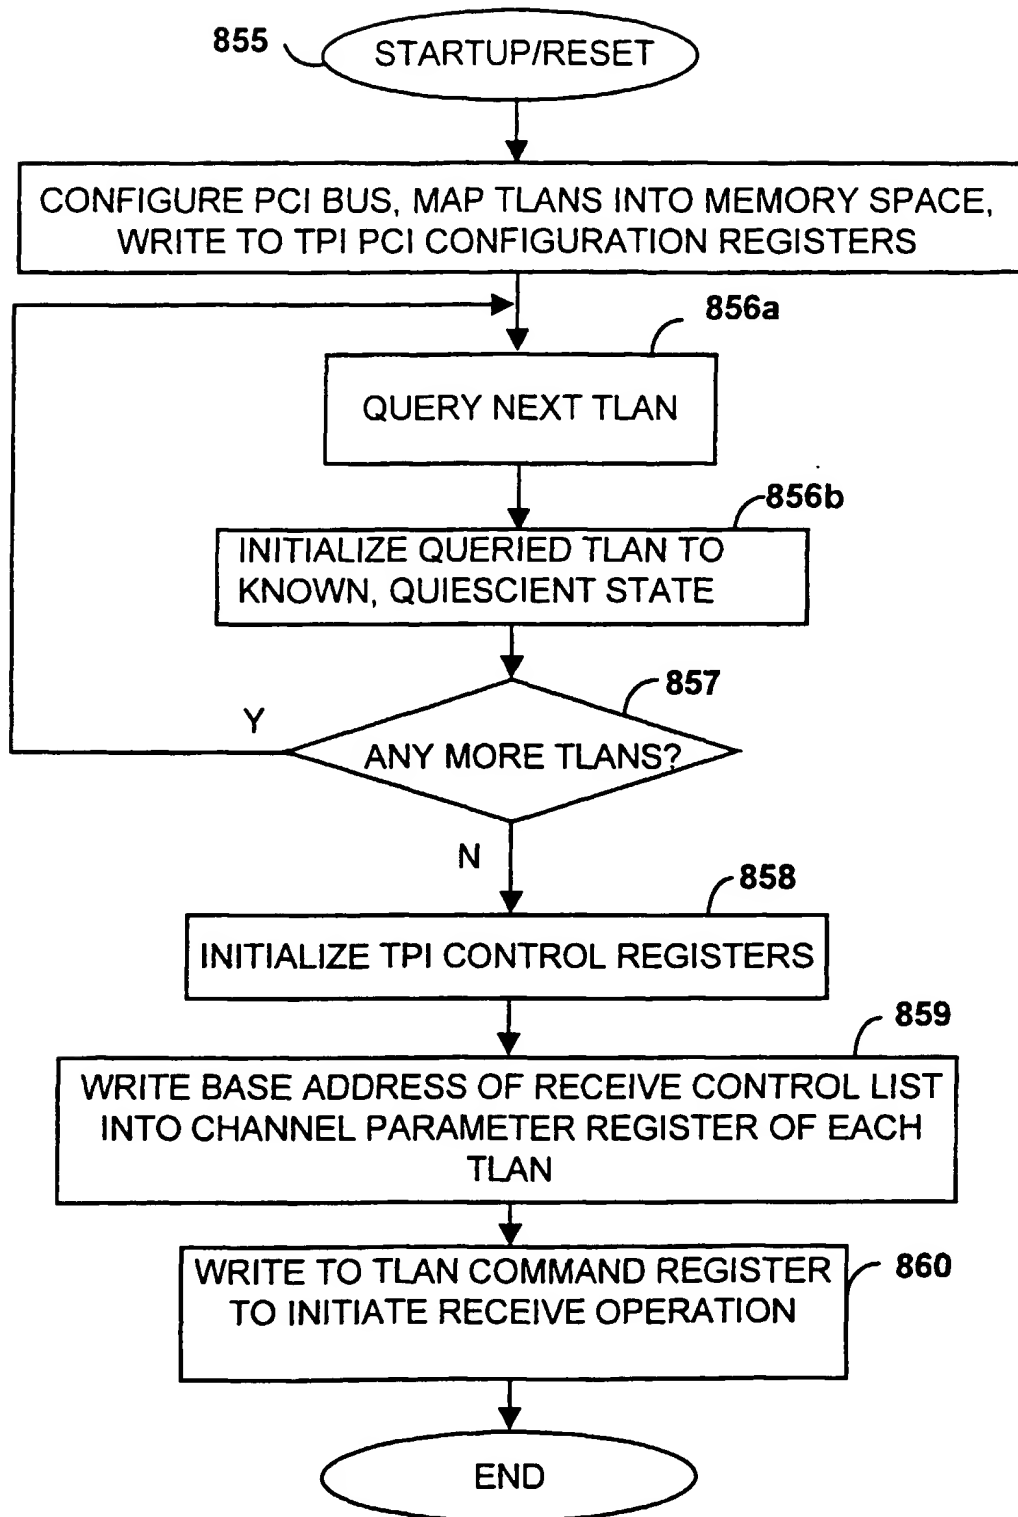 855
STARTUP/RESET
CONFIGURE PCI BUS, MAP TLANS INTO MEMORY SPACE,
WRITE TO TPI PCI CONFIGURATION REGISTERS
856a
QUERY NEXT TLAN
856b
INITIALIZE QUERIED TLAN TO
KNOWN, QUIESCIENT STATE
857
Y
ANY MORE TLANS?
N
858
INITIALIZE TPI CONTROL REGISTERS
859
WRITE BASE ADDRESS OF RECEIVE CONTROL LIST
INTO CHANNEL PARAMETER REGISTER OF EACH
TLAN
WRITE TO TLAN COMMAND REGISTER
860
TO INITIATE RECEIVE OPERATION
END